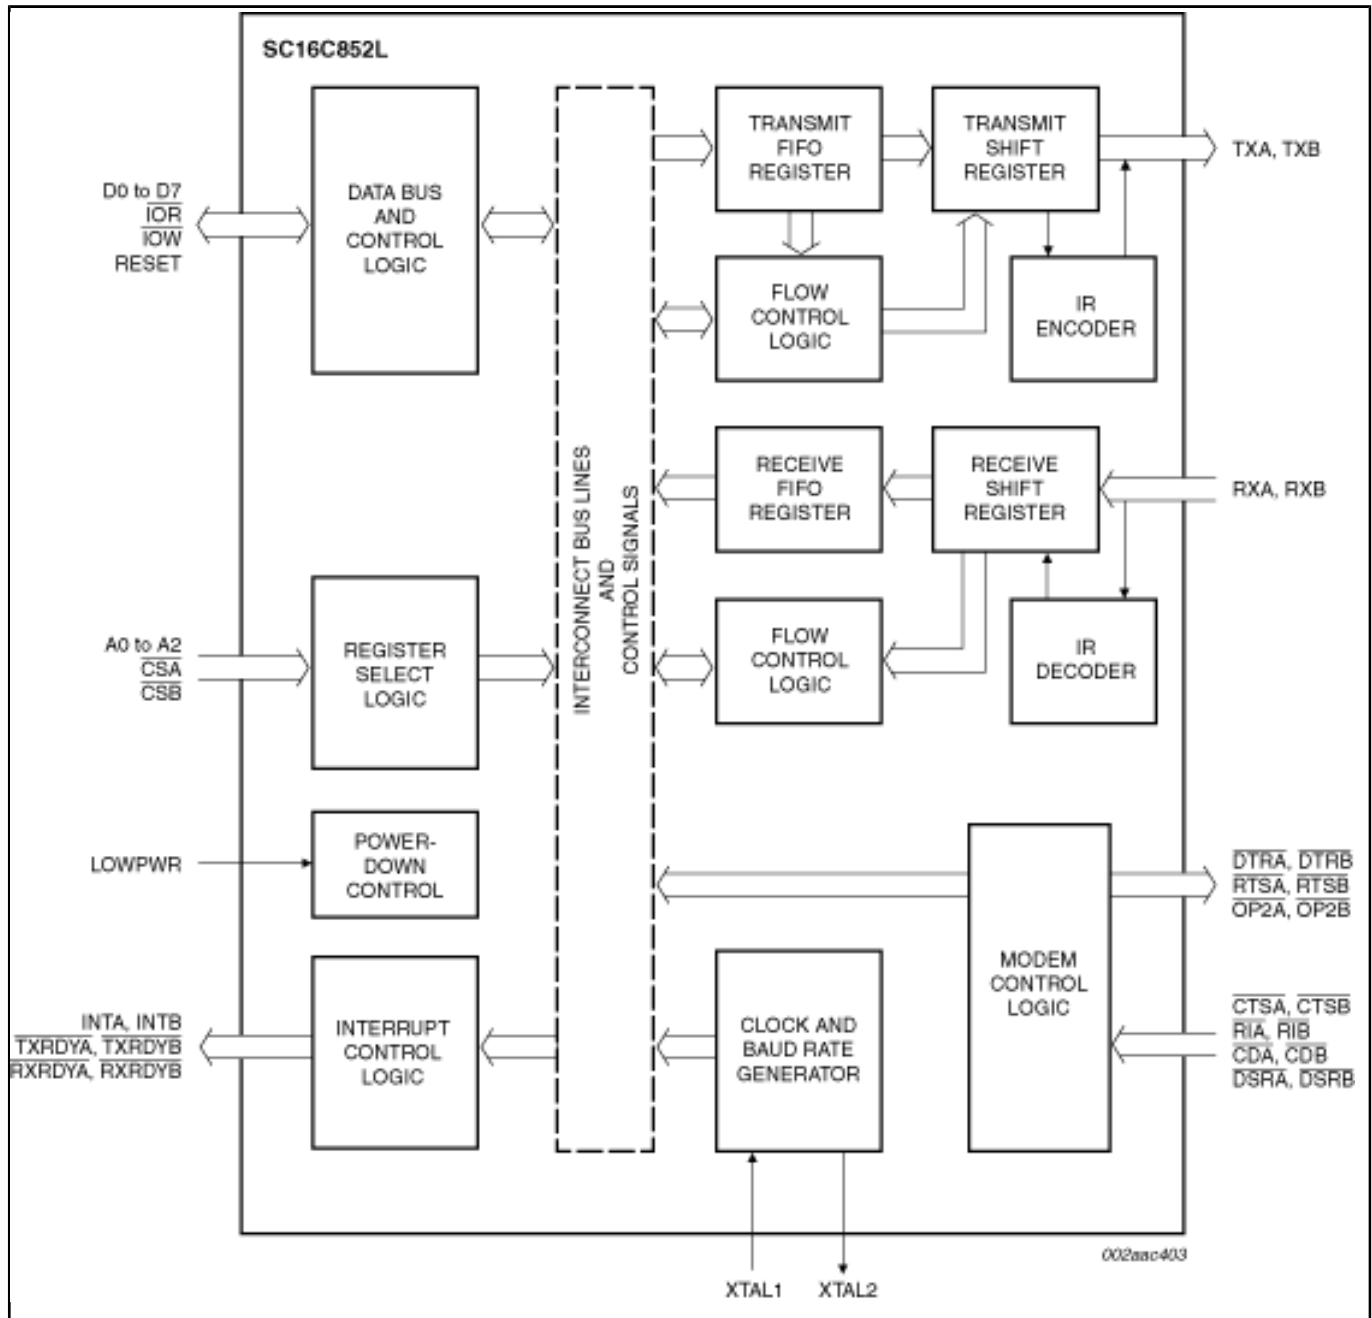 SC16C852L
D0 to D7
IOR
IOW
RESET
DATA BUS
AND
CONTROL
LOGIC
TRANSMIT
FIFO
REGISTER
TRANSMIT
SHIFT
REGISTER
TXA, TXB
FLOW
CONTROL
LOGIC
IR
ENCODER
INTERCONNECT BUS LINES
AND
CONTROL SIGNALS
RECEIVE
FIFO
REGISTER
RECEIVE
SHIFT
REGISTER
RXA, RXB
A0 to A2
CSA
CSB
REGISTER
SELECT
LOGIC
FLOW
CONTROL
LOGIC
IR
DECODER
LOWPWR
POWER-
DOWN
CONTROL
DTRA, DTRB
RTSA, RTSB
OP2A, OP2B
MODEM
CONTROL
LOGIC
INTA, INTB
TXRDYA, TXRDYB
RXRDYA, RXRDYB
INTERRUPT
CONTROL
LOGIC
CLOCK AND
BAUD RATE
GENERATOR
CTSA, CTSB
RIA, RIB
CDA, CDB
DSRA, DSRB
002aac403
XTAL1
XTAL2